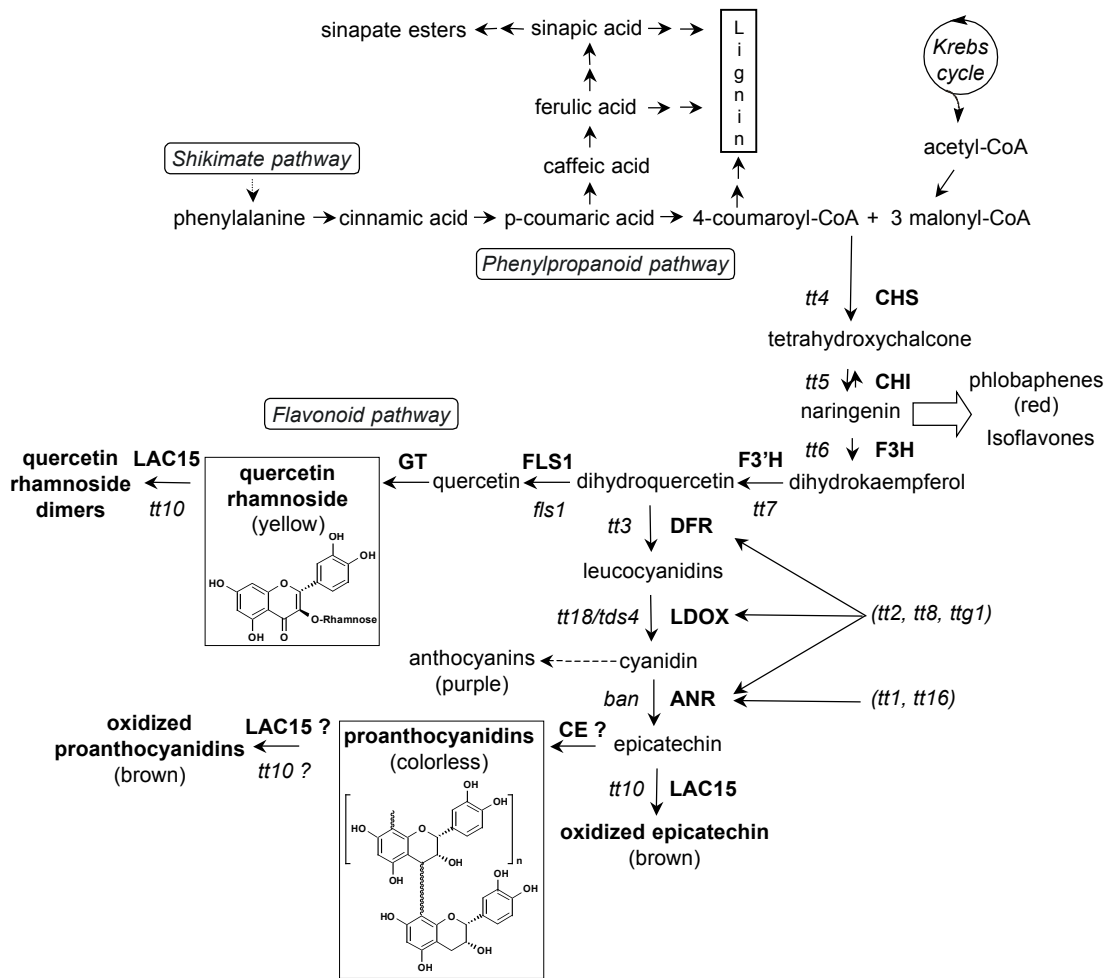 sinapate esters
sinapic acid
Lignin
Krebs
cycle
ferulic acid
acetyl-CoA
Shikimate pathway
caffeic acid
phenylalanine
cinnamic acid
p-coumaric acid
4-coumaroyl-CoA + 3 malonyl-CoA
Phenylpropanoid pathway
tt4 CHS
tetrahydroxychalcone
tt5 CHI
phlobaphenes
(red)
Isoflavones
naringenin
Flavonoid pathway
tt6 F3H
quercetin
rhamnoside
dimers
LAC15
tt10
quercetin
rhamnoside
(yellow)
OH
OH
HO
O
OH
O
O-Rhamnose
GT
quercetin
FLS1
fls1
dihydroquercetin
F3'H
tt7
dihydrokaempferol
tt3 DFR
leucocyanidins
tt18/tds4 LDOX
(tt2, tt8, ttg1)
anthocyanins
(purple)
cyanidin
ban ANR
(tt1, tt16)
oxidized
proanthocyanidins
(brown)
LAC15 ?
tt10 ?
proanthocyanidins
(colorless)
OH
OH
HO
O
OH
OH
n
OH
OH
HO
O
OH
OH
CE ?
epicatechin
tt10 LAC15
oxidized epicatechin
(brown)